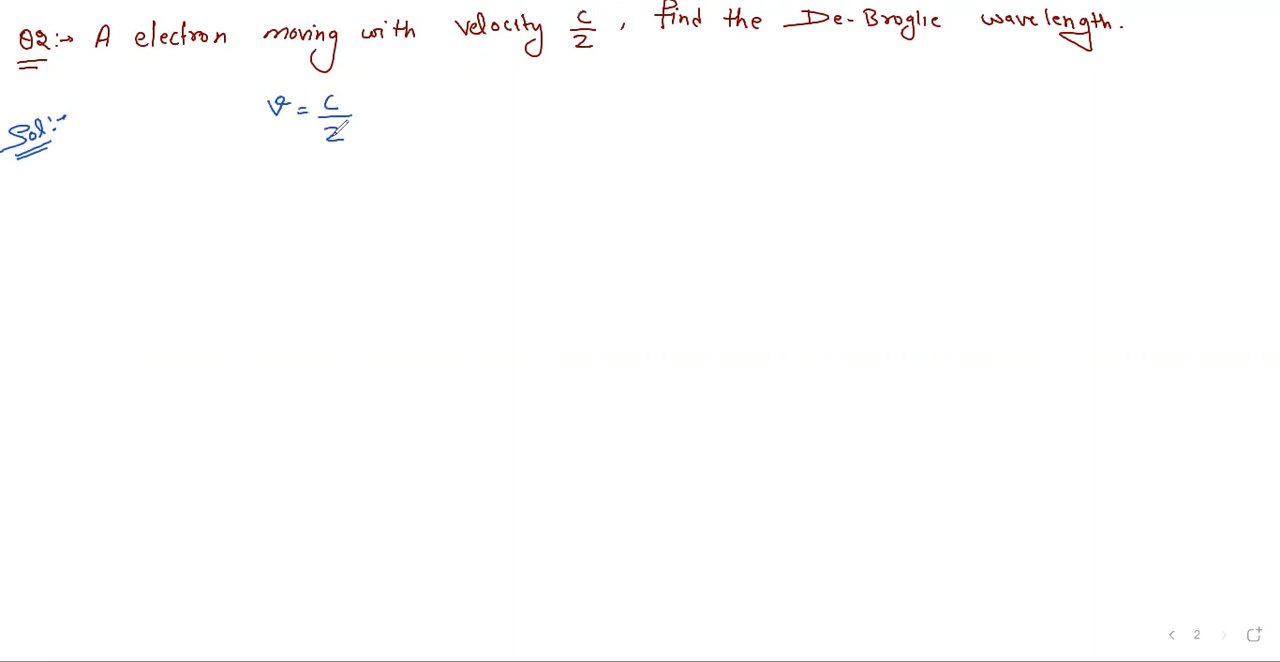 Q2:→ A electron moving with velocity c/2, find the De-Broglie wavelength.
Sol:→ v = c/2
< 2 >